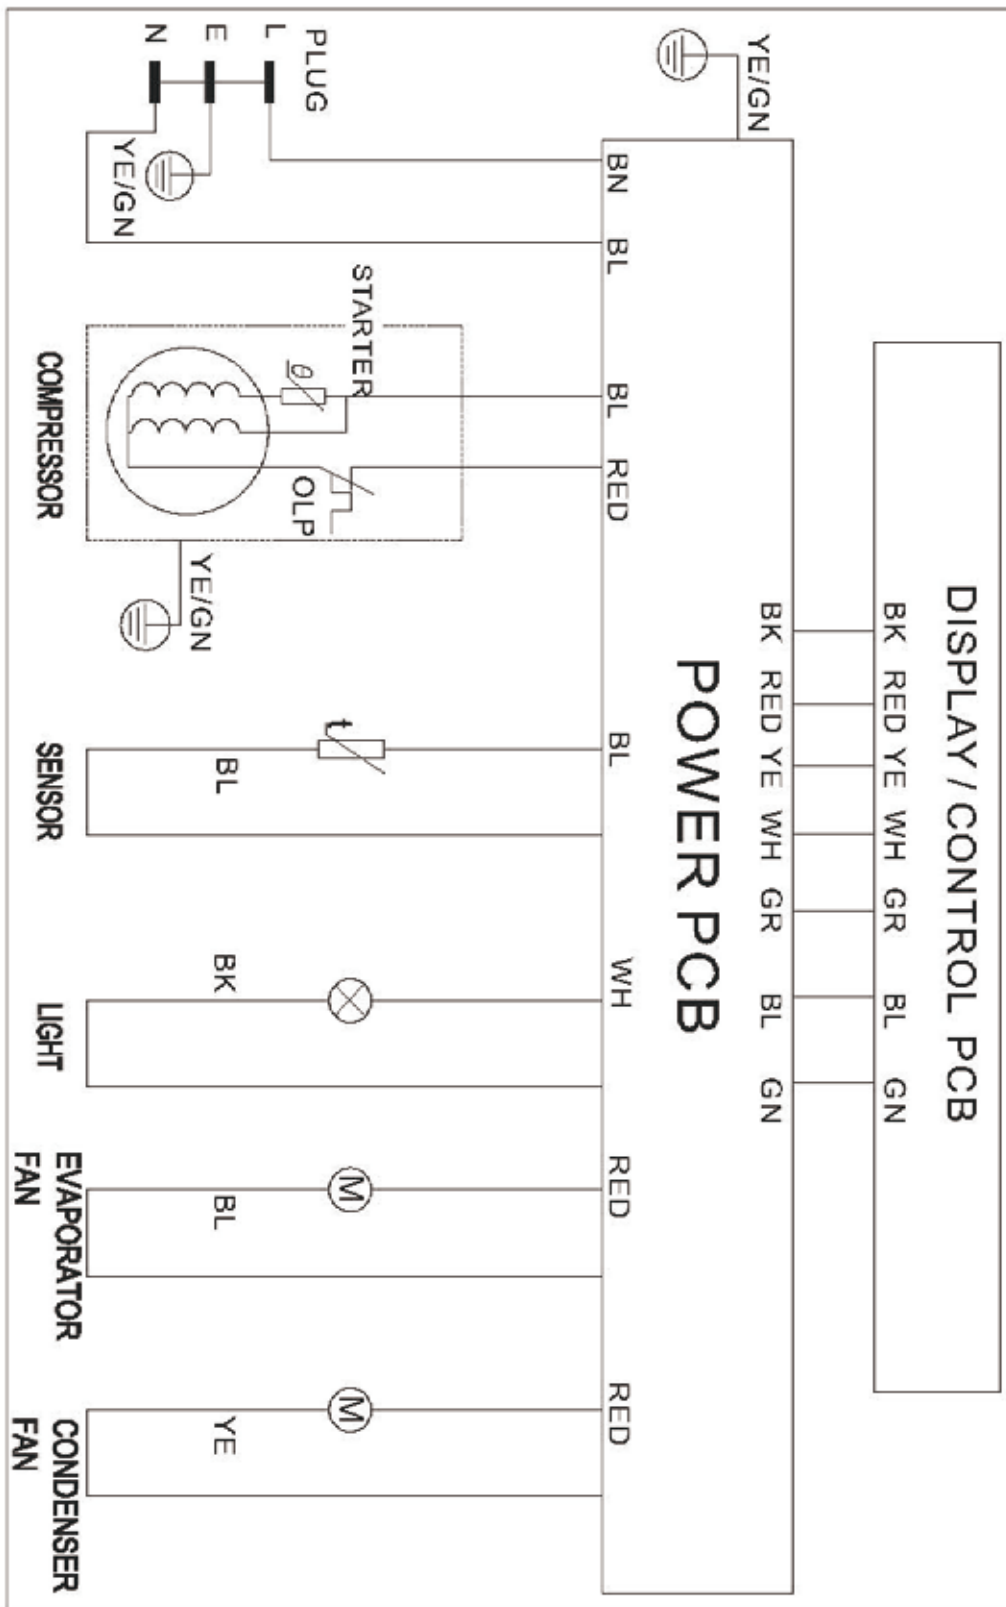 DISPLAY/CONTROL PCB
BK RED YE WH GR BL GN
BK RED YE WH GR BL GN
YE/GN
POWER PCB
BN BL BL RED BL WH RED RED
PLUG
L
E
N
YE/GN
STARTER
θ
OLP
YE/GN
t
BL
BK
BL
M
YE
M
COMPRESSOR
SENSOR
LIGHT
EVAPORATOR
FAN
CONDENSER
FAN